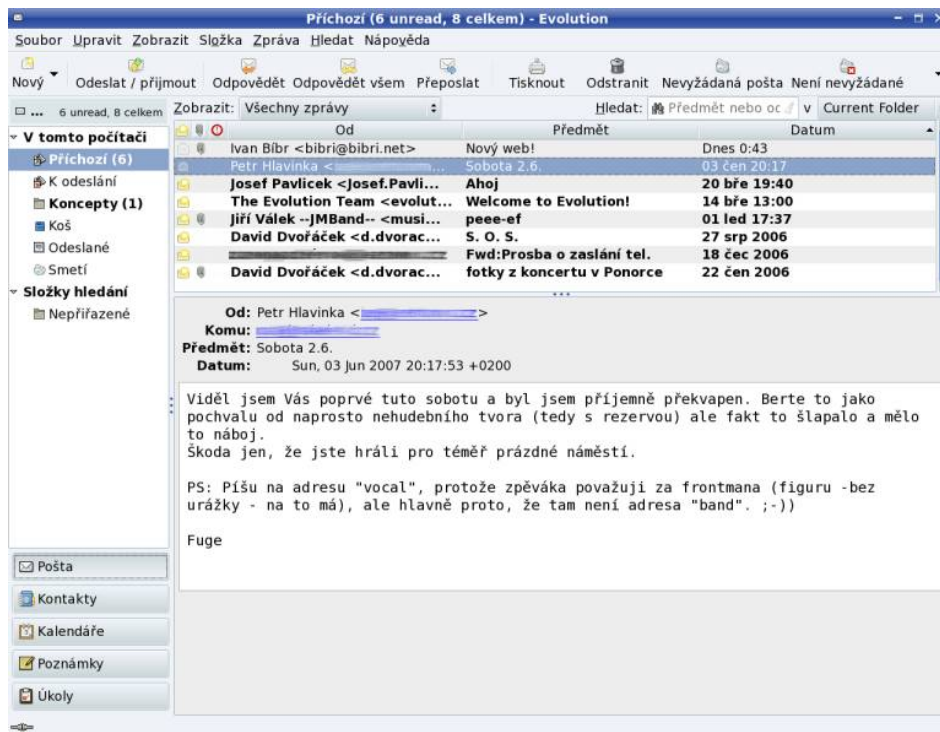 Příchozí (6 unread, 8 celkem) - Evolution
Soubor Upravit Zobrazit Složka Zpráva Hledat Nápověda
Nový Odeslat / přijmout Odpovědět Odpovědět všem Přeposlat Tisknout Odstranit Nevyžádaná pošta Není nevyžádané
... 6 unread, 8 celkem Zobrazit: Všechny zprávy Hledat: Předmět nebo v Current Folder
V tomto počítači
Příchozí (6)
K odeslání
Koncepty (1)
Koš
Odeslané
Smetí
Složky hledání
Nepřiřazené
Od Předmět Datum
Ivan Bíbr <bibri@bibri.net> Nový web! Dnes 0:43
Petr Hlavinka < ... Sobota 2.6. 03 čen 20:17
Josef Pavlicek <Josef.Pavli... Ahoj 20 bře 19:40
The Evolution Team <evolut... Welcome to Evolution! 14 bře 13:00
Jiří Válek --JMBand-- <musi... peee-ef 01 led 17:37
David Dvořáček <d.dvorac... S. O. S. 27 srp 2006
Fwd:Prosba o zaslání tel. 18 čec 2006
David Dvořáček <d.dvorac... fotky z koncertu v Ponorce 22 čen 2006
Od: Petr Hlavinka < >
Komu:
Předmět: Sobota 2.6.
Datum: Sun, 03 Jun 2007 20:17:53 +0200
Viděl jsem Vás poprvé tuto sobotu a byl jsem příjemně překvapen. Berte to jako
pochvalu od naprosto nehudebního tvora (tedy s rezervou) ale fakt to šlapalo a mělo
to náboj.
Škoda jen, že jste hráli pro téměř prázdné náměstí.
PS: Píšu na adresu "vocal", protože zpěváka považuji za frontmana (figuru -bez
urážky - na to má), ale hlavně proto, že tam není adresa "band". ;-))
Fuge
Pošta
Kontakty
Kalendáře
Poznámky
Úkoly